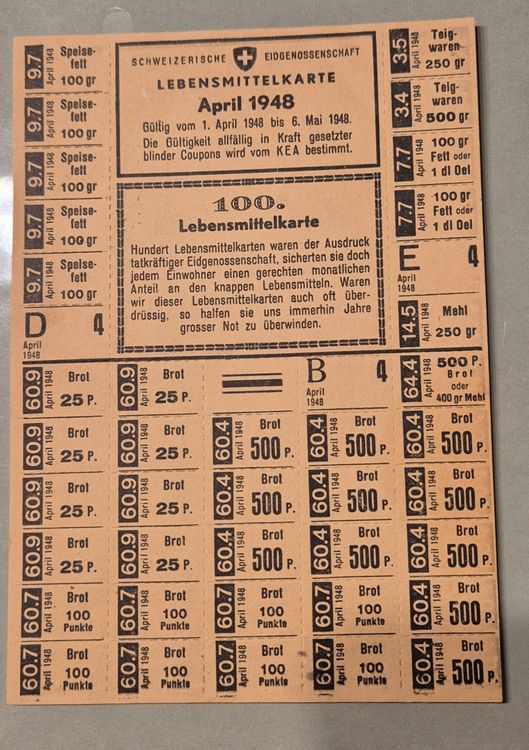 SCHWEIZERISCHE EIDGENOSSENSCHAFT
LEBENSMITTELKARTE
April 1948
Gültig vom 1. April 1948 bis 6. Mai 1948.
Die Gültigkeit allfällig in Kraft gesetzter
blinder Coupons wird vom KEA bestimmt.
100.
Lebensmittelkarte
Hundert Lebensmittelkarten waren der Ausdruck
tatkräftiger Eidgenossenschaft, sicherten sie doch
jedem Einwohner einen gerechten monatlichen
Anteil an den knappen Lebensmitteln. Waren
wir dieser Lebensmittelkarten auch oft über-
drüssig, so halfen sie uns immerhin Jahre
grosser Not zu überwinden.
9.7
April 1948
Speise-
fett
100 gr
9.7
April 1948
Speise-
fett
100 gr
9.7
April 1948
Speise-
fett
100 gr
9.7
April 1948
Speise-
fett
100 gr
9.7
April 1948
Speise-
fett
100 gr
D 4
April
1948
3.5
April 1948
Teig-
waren
250 gr
3.4
April 1948
Teig-
waren
500 gr
7.7
April 1948
100 gr
Fett oder
1 dl Oel
7.7
April 1948
100 gr
Fett oder
1 dl Oel
E 4
April
1948
14.5
April 1948
Mehl
250 gr
60.9
April 1948
Brot
25 P.
60.9
April 1948
Brot
25 P.
B 4
April
1948
64.4
April 1948
500 P.
Brot
oder
400 gr Mehl
60.9
April 1948
Brot
25 P.
60.9
April 1948
Brot
25 P.
60.4
April 1948
Brot
500 P.
60.4
April 1948
Brot
500 P.
60.4
April 1948
Brot
500 P.
60.9
April 1948
Brot
25 P.
60.9
April 1948
Brot
25 P.
60.4
April 1948
Brot
500 P.
60.4
April 1948
Brot
500 P.
60.4
April 1948
Brot
500 P.
60.9
April 1948
Brot
25 P.
60.9
April 1948
Brot
25 P.
60.4
April 1948
Brot
500 P.
60.4
April 1948
Brot
500 P.
60.4
April 1948
Brot
500 P.
60.7
April 1948
Brot
100
Punkte
60.7
April 1948
Brot
100
Punkte
60.7
April 1948
Brot
100
Punkte
60.7
April 1948
Brot
100
Punkte
60.4
April 1948
Brot
500 P.
60.7
April 1948
Brot
100
Punkte
60.7
April 1948
Brot
100
Punkte
60.7
April 1948
Brot
100
Punkte
60.7
April 1948
Brot
100
Punkte
60.4
April 1948
Brot
500 P.